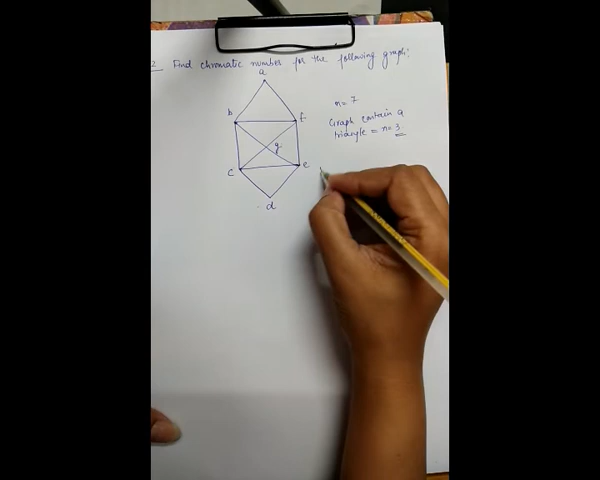 2 Find chromatic number for the following graph!
a
b
f
g
c
e
d
n=7
Graph contain a
triangle = n=3